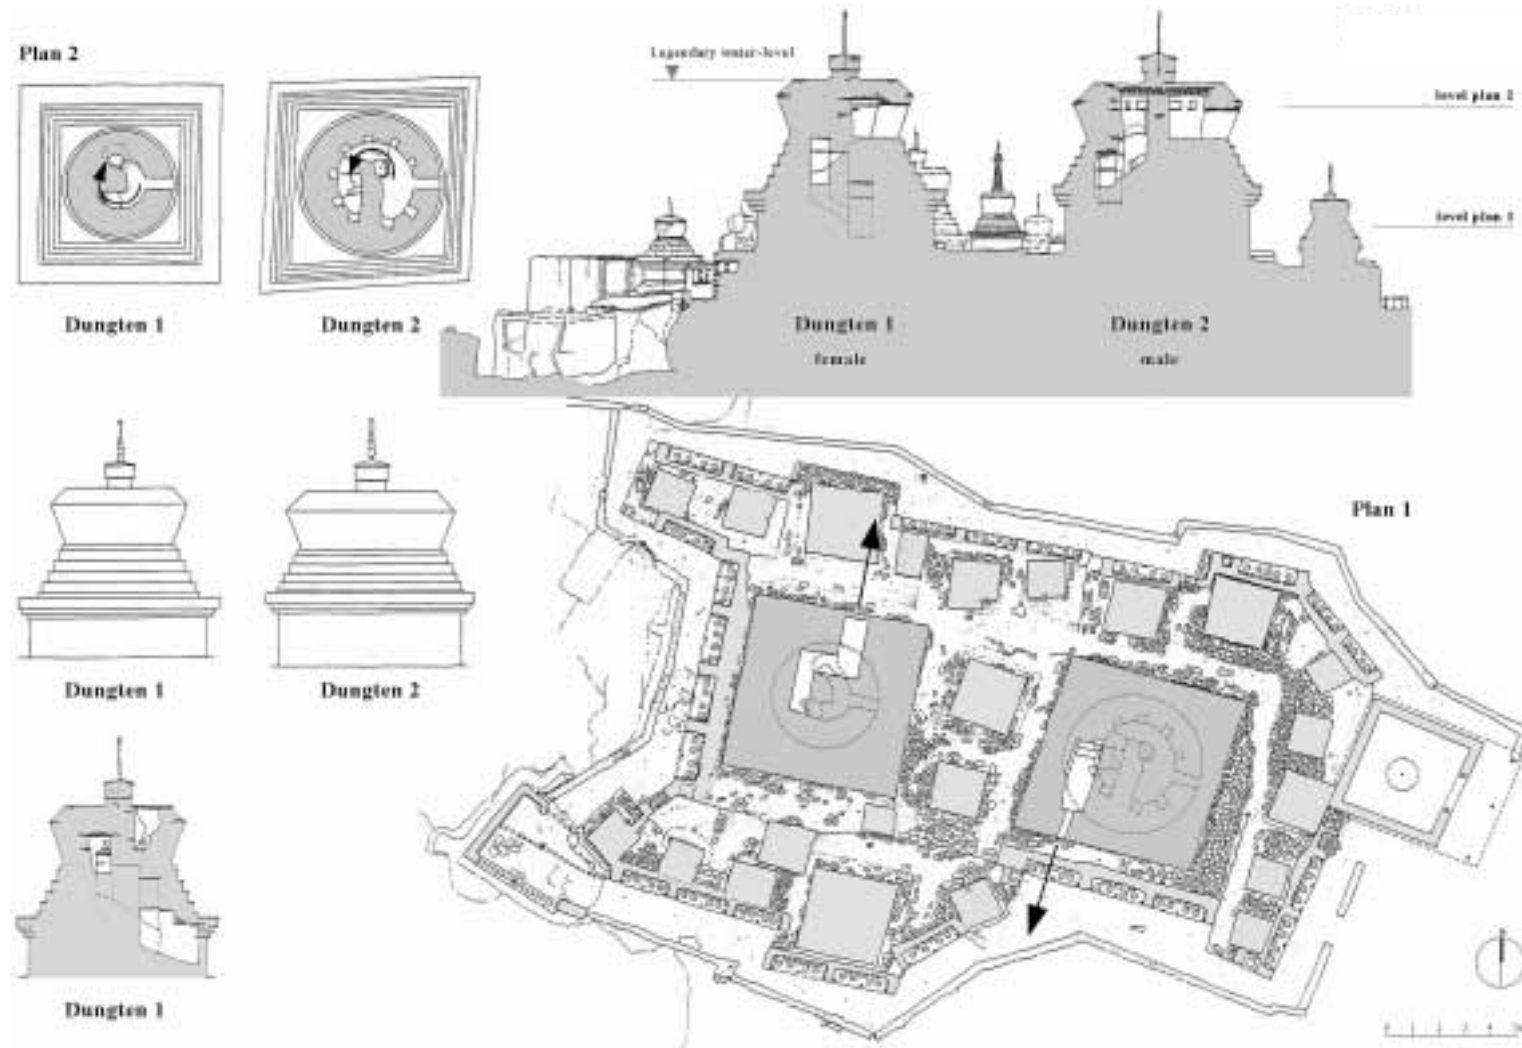 Plan 2
Legendary water-level
level plan 2
level plan 1
Dungten 1
Dungten 2
Dungten 1
female
Dungten 2
male
Plan 1
Dungten 1
Dungten 2
Dungten 1